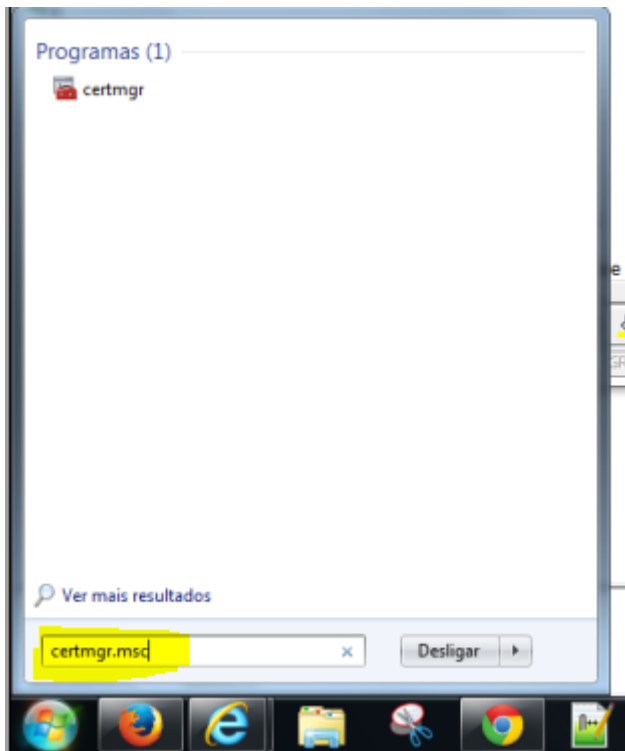 Programas (1)
certmgr
e
Ver mais resultados
certmgr.msc
Desligar